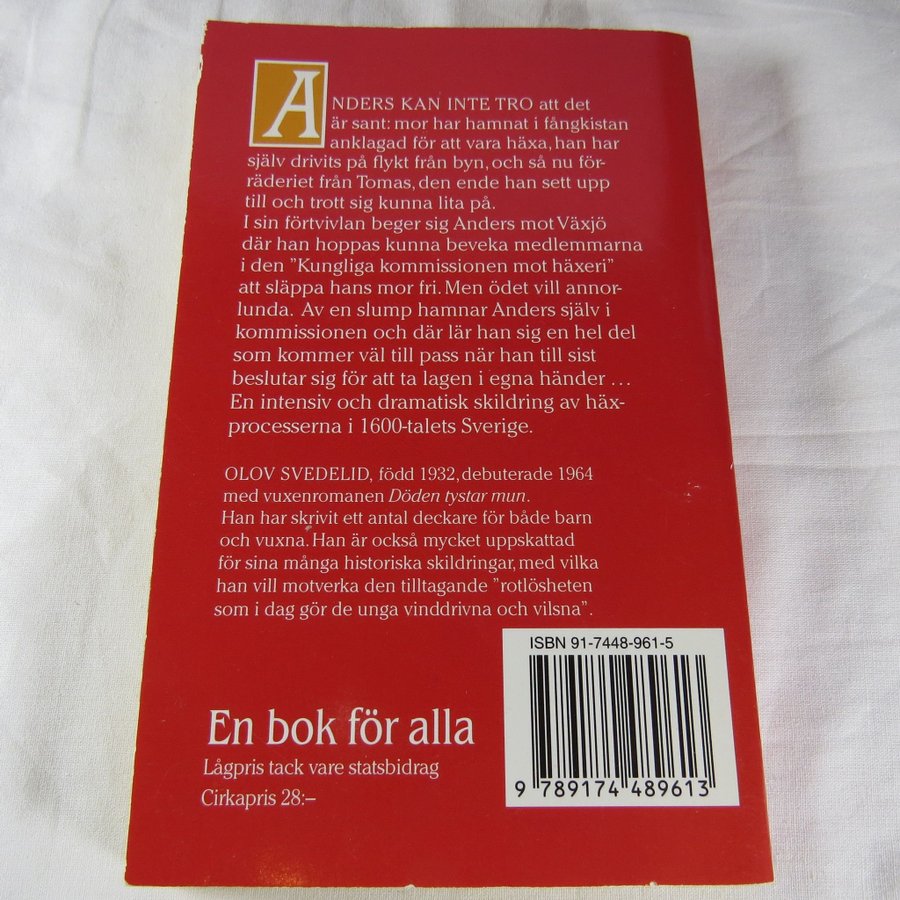 ANDERS KAN INTE TRO att det
är sant: mor har hamnat i fångkistan
anklagad för att vara häxa, han har
själv drivits på flykt från byn, och så nu för-
räderiet från Tomas, den ende han sett upp
till och trott sig kunna lita på.
I sin förtvivlan beger sig Anders mot Växjö
där han hoppas kunna beveka medlemmarna
i den "Kungliga kommissionen mot häxeri"
att släppa hans mor fri. Men ödet vill annor-
lunda. Av en slump hamnar Anders själv i
kommissionen och där lär han sig en hel del
som kommer väl till pass när han till sist
beslutar sig för att ta lagen i egna händer ...
En intensiv och dramatisk skildring av häx-
processerna i 1600-talets Sverige.
OLOV SVEDELID, född 1932, debuterade 1964
med vuxenromanen Döden tystar mun.
Han har skrivit ett antal deckare för både barn
och vuxna. Han är också mycket uppskattad
för sina många historiska skildringar, med vilka
han vill motverka den tilltagande "rotlösheten
som i dag gör de unga vinddrivna och vilsna".
ISBN 91-7448-961-5
9 789174 489613
En bok för alla
Lågpris tack vare statsbidrag
Cirkapris 28:–